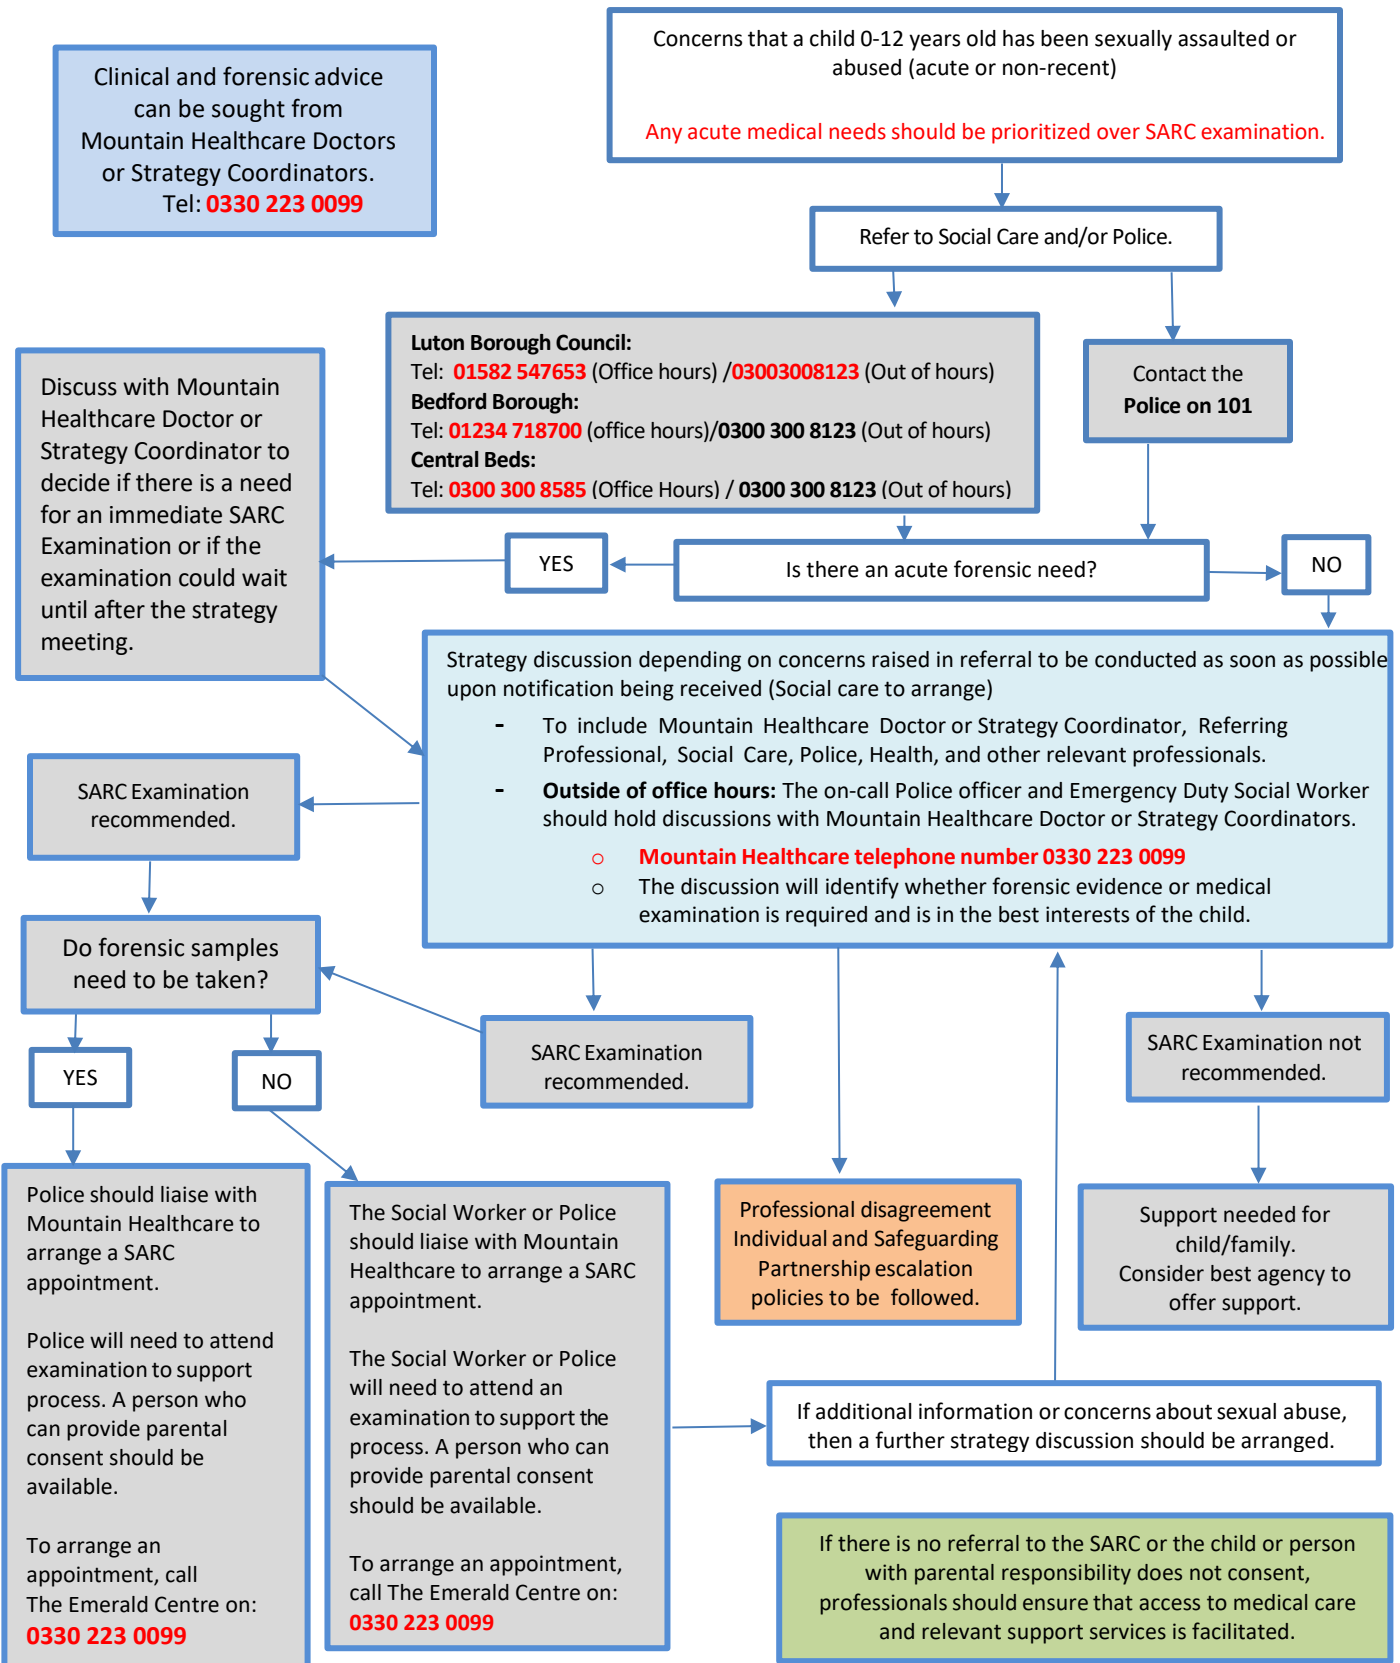 Concerns that a child 0-12 years old has been sexually assaulted or
abused (acute or non-recent)
Any acute medical needs should be prioritized over SARC examination.
Clinical and forensic advice
can be sought from
Mountain Healthcare Doctors
or Strategy Coordinators.
Tel: 0330 223 0099
Refer to Social Care and/or Police.
Luton Borough Council:
Tel: 01582 547653 (Office hours) /03003008123 (Out of hours)
Bedford Borough:
Tel: 01234 718700 (office hours)/0300 300 8123 (Out of hours)
Central Beds:
Tel: 0300 300 8585 (Office Hours) / 0300 300 8123 (Out of hours)
Contact the
Police on 101
Discuss with Mountain
Healthcare Doctor or
Strategy Coordinator to
decide if there is a need
for an immediate SARC
Examination or if the
examination could wait
until after the strategy
meeting.
YES
Is there an acute forensic need?
NO
Strategy discussion depending on concerns raised in referral to be conducted as soon as possible
upon notification being received (Social care to arrange)
- To include Mountain Healthcare Doctor or Strategy Coordinator, Referring
Professional, Social Care, Police, Health, and other relevant professionals.
- Outside of office hours: The on-call Police officer and Emergency Duty Social Worker
should hold discussions with Mountain Healthcare Doctor or Strategy Coordinators.
o Mountain Healthcare telephone number 0330 223 0099
o The discussion will identify whether forensic evidence or medical
examination is required and is in the best interests of the child.
SARC Examination
recommended.
Do forensic samples
need to be taken?
YES
NO
SARC Examination
recommended.
SARC Examination not
recommended.
Police should liaise with
Mountain Healthcare to
arrange a SARC
appointment.
Police will need to attend
examination to support
process. A person who
can provide parental
consent should be
available.
To arrange an
appointment, call
The Emerald Centre on:
0330 223 0099
The Social Worker or Police
should liaise with Mountain
Healthcare to arrange a SARC
appointment.
The Social Worker or Police
will need to attend an
examination to support the
process. A person who can
provide parental consent
should be available.
To arrange an appointment,
call The Emerald Centre on:
0330 223 0099
Professional disagreement
Individual and Safeguarding
Partnership escalation
policies to be followed.
Support needed for
child/family.
Consider best agency to
offer support.
If additional information or concerns about sexual abuse,
then a further strategy discussion should be arranged.
If there is no referral to the SARC or the child or person
with parental responsibility does not consent,
professionals should ensure that access to medical care
and relevant support services is facilitated.